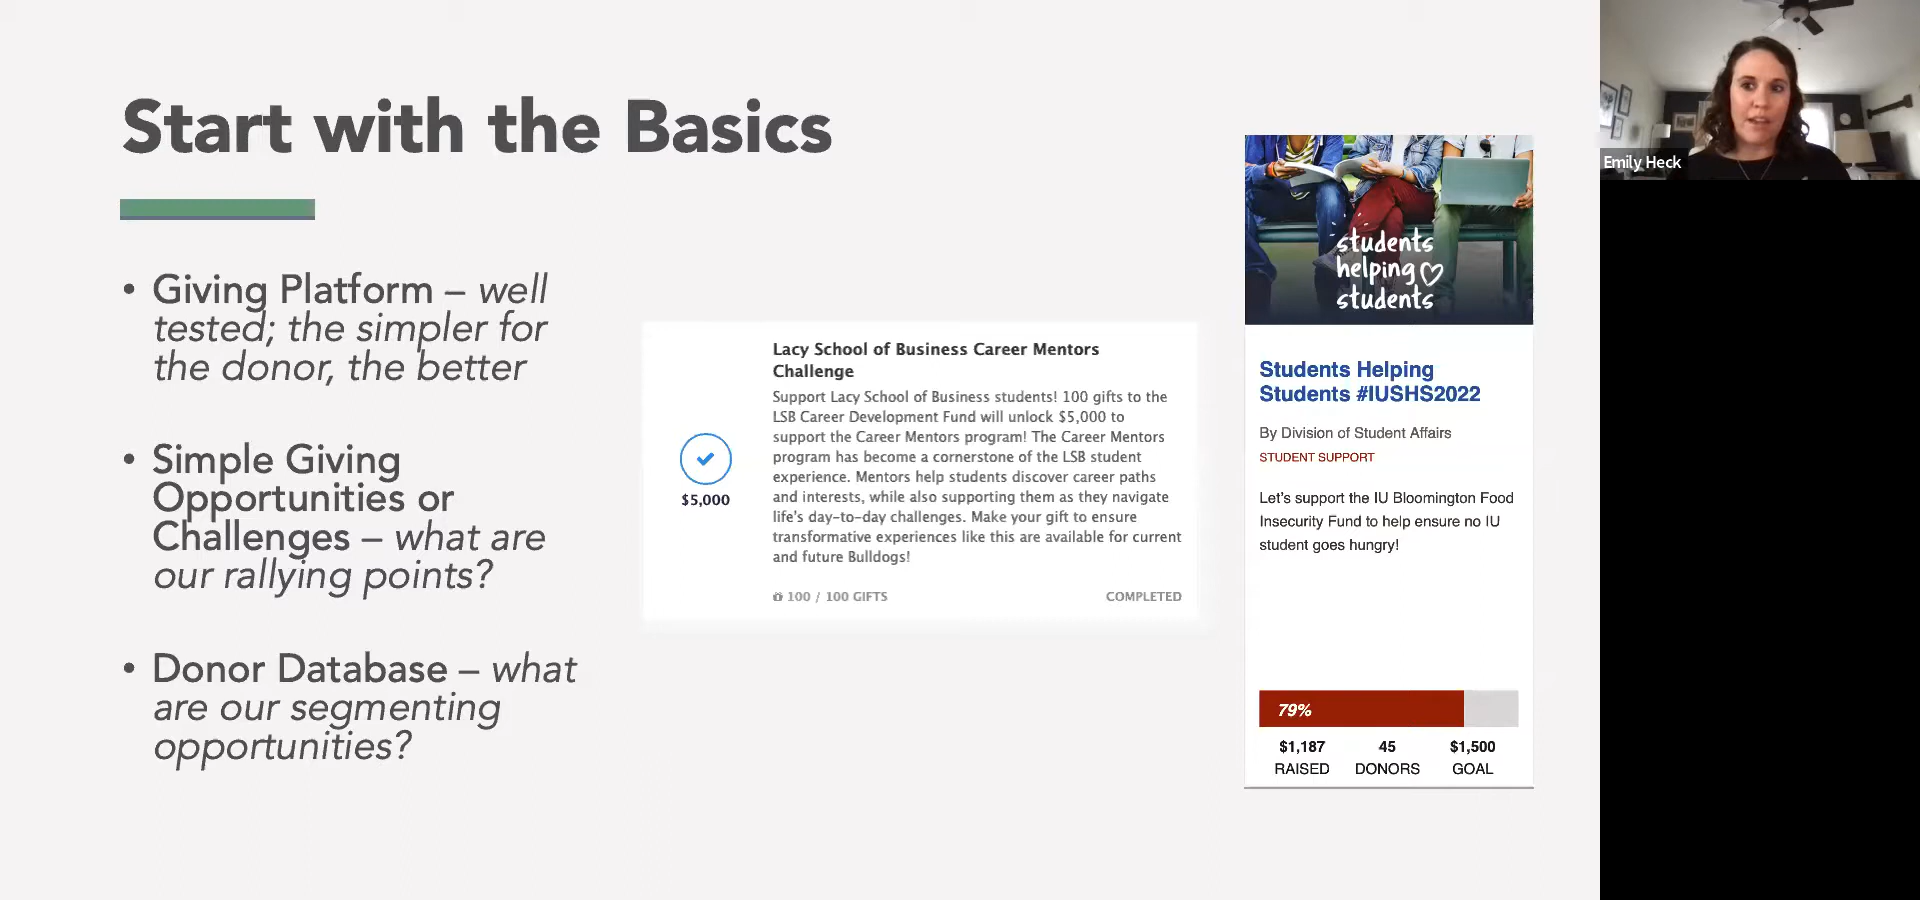 Start with the Basics
• Giving Platform – well
tested; the simpler for
the donor, the better
• Simple Giving
Opportunities or
Challenges – what are
our rallying points?
• Donor Database – what
are our segmenting
opportunities?
$5,000
Lacy School of Business Career Mentors
Challenge
Support Lacy School of Business students! 100 gifts to the
LSB Career Development Fund will unlock $5,000 to
support the Career Mentors program! The Career Mentors
program has become a cornerstone of the LSB student
experience. Mentors help students discover career paths
and interests, while also supporting them as they navigate
life's day-to-day challenges. Make your gift to ensure
transformative experiences like this are available for current
and future Bulldogs!
100 / 100 GIFTS COMPLETED
students
helping
students
Students Helping
Students #IUSHS2022
By Division of Student Affairs
STUDENT SUPPORT
Let's support the IU Bloomington Food
Insecurity Fund to help ensure no IU
student goes hungry!
79%
$1,187 45 $1,500
RAISED DONORS GOAL
Emily Heck